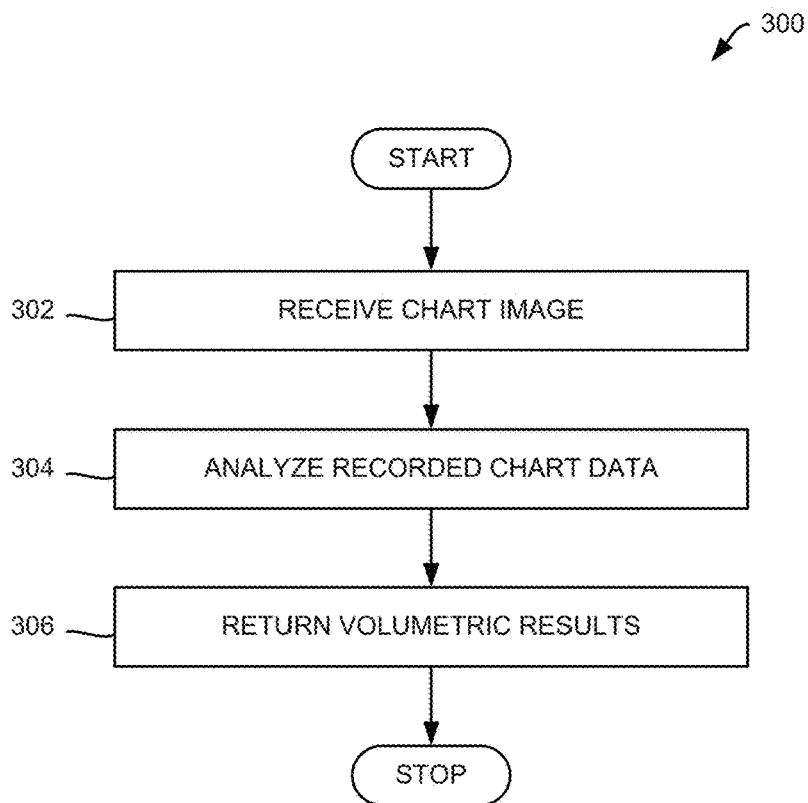 300
START
302
RECEIVE CHART IMAGE
304
ANALYZE RECORDED CHART DATA
306
RETURN VOLUMETRIC RESULTS
STOP